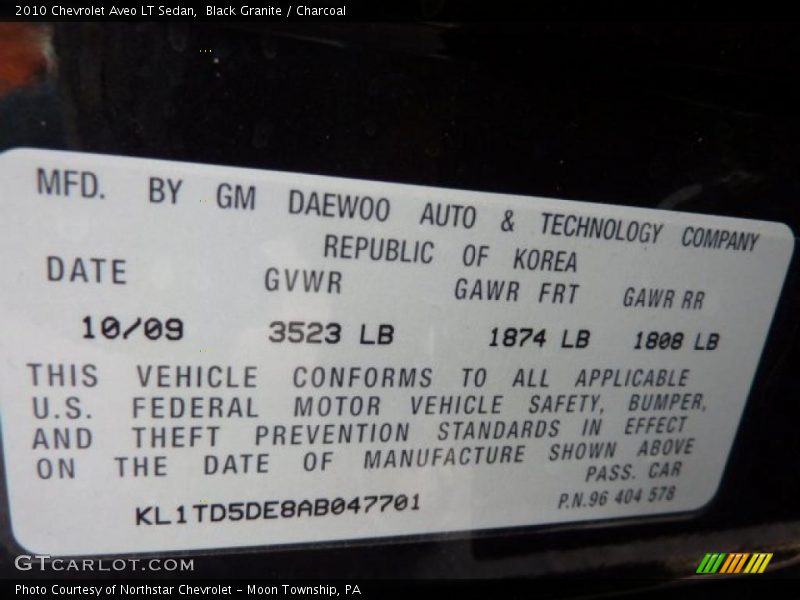 2010 Chevrolet Aveo LT Sedan, Black Granite / Charcoal
MFD. BY GM DAEWOO AUTO & TECHNOLOGY COMPANY
REPUBLIC OF KOREA
DATE GVWR GAWR FRT GAWR RR
10/09 3523 LB 1874 LB 1808 LB
THIS VEHICLE CONFORMS TO ALL APPLICABLE
U.S. FEDERAL MOTOR VEHICLE SAFETY, BUMPER,
AND THEFT PREVENTION STANDARDS IN EFFECT
ON THE DATE OF MANUFACTURE SHOWN ABOVE
PASS. CAR
KL1TD5DE8AB047701 P.N.96 404 578
GTCARLOT.COM
Photo Courtesy of Northstar Chevrolet - Moon Township, PA